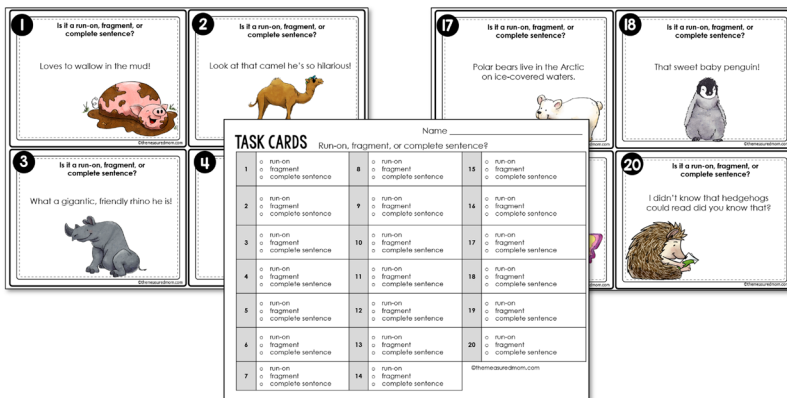 1
Is it a run-on, fragment, or
complete sentence?
Loves to wallow in the mud!
©themeasuredmom.com
2
Is it a run-on, fragment, or
complete sentence?
Look at that camel he's so hilarious!
3
Is it a run-on, fragment, or
complete sentence?
What a gigantic, friendly rhino he is!
©themeasuredmom.com
4
17
Is it a run-on, fragment, or
complete sentence?
Polar bears live in the Arctic
on ice-covered waters.
©themeasuredmom.com
18
Is it a run-on, fragment, or
complete sentence?
That sweet baby penguin!
©themeasuredmom.com
20
Is it a run-on, fragment, or
complete sentence?
I didn't know that hedgehogs
could read did you know that?
©themeasuredmom.com
Name
TASK CARDS Run-on, fragment, or complete sentence?
1
run-on
fragment
complete sentence
2
run-on
fragment
complete sentence
3
run-on
fragment
complete sentence
4
run-on
fragment
complete sentence
5
run-on
fragment
complete sentence
6
run-on
fragment
complete sentence
7
run-on
fragment
complete sentence
8
run-on
fragment
complete sentence
9
run-on
fragment
complete sentence
10
run-on
fragment
complete sentence
11
run-on
fragment
complete sentence
12
run-on
fragment
complete sentence
13
run-on
fragment
complete sentence
14
run-on
fragment
complete sentence
15
run-on
fragment
complete sentence
16
run-on
fragment
complete sentence
17
run-on
fragment
complete sentence
18
run-on
fragment
complete sentence
19
run-on
fragment
complete sentence
20
run-on
fragment
complete sentence
©themeasuredmom.com